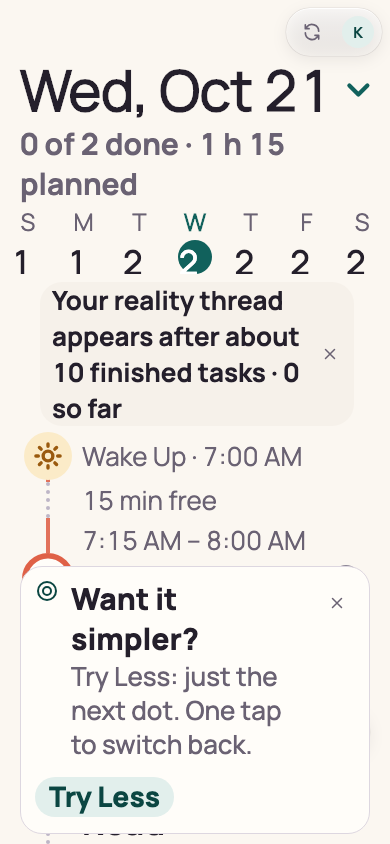 K
Wed, Oct 21
0 of 2 done · 1 h 15
planned
S M T W T F S
1 1 2 2 2 2 2
Your reality thread
appears after about
10 finished tasks · 0
so far
Wake Up · 7:00 AM
15 min free
7:15 AM – 8:00 AM
Want it
simpler?
Try Less: just the
next dot. One tap
to switch back.
Try Less